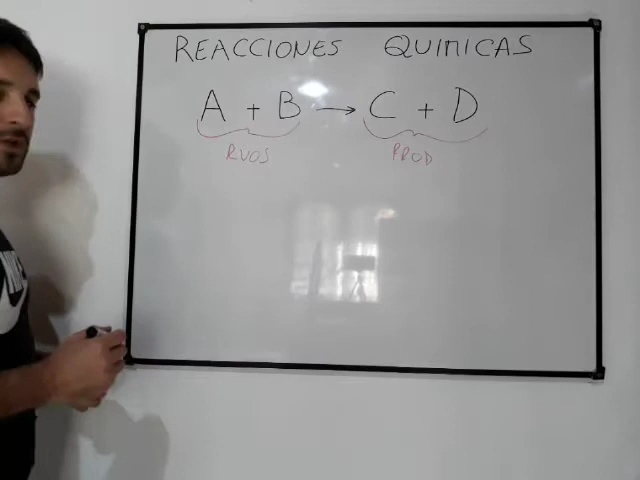 REACCIONES QUIMICAS
A + B → C + D
RVOS PROD